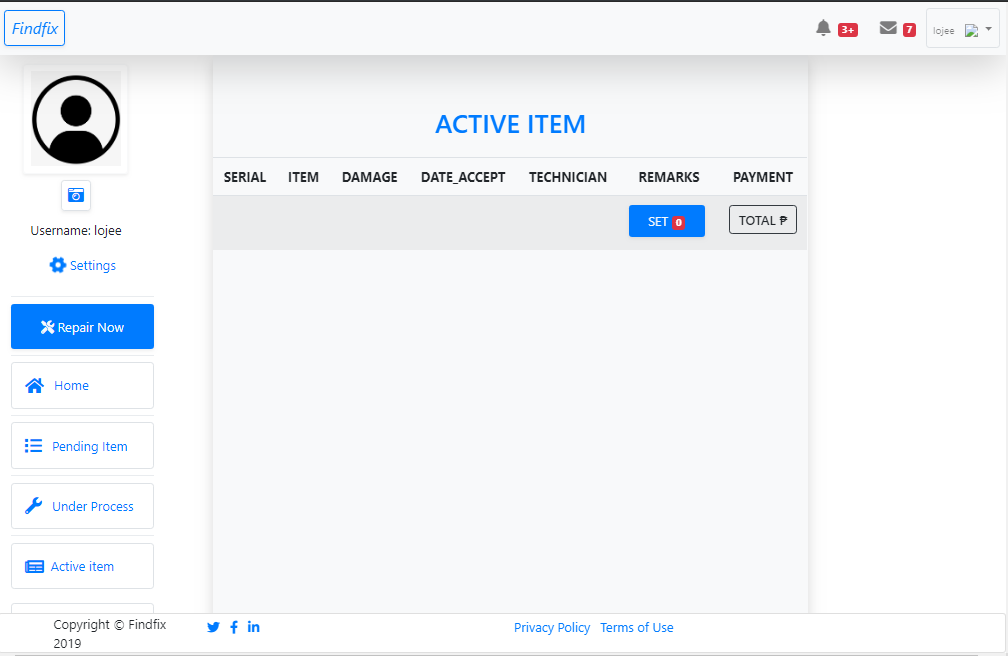 Findfix
3+
7
lojee
Username: lojee
Settings
Repair Now
Home
Pending Item
Under Process
Active item
ACTIVE ITEM
SERIAL ITEM DAMAGE DATE_ACCEPT TECHNICIAN REMARKS PAYMENT
SET 0 TOTAL ₱
Copyright © Findfix
2019
Privacy Policy Terms of Use